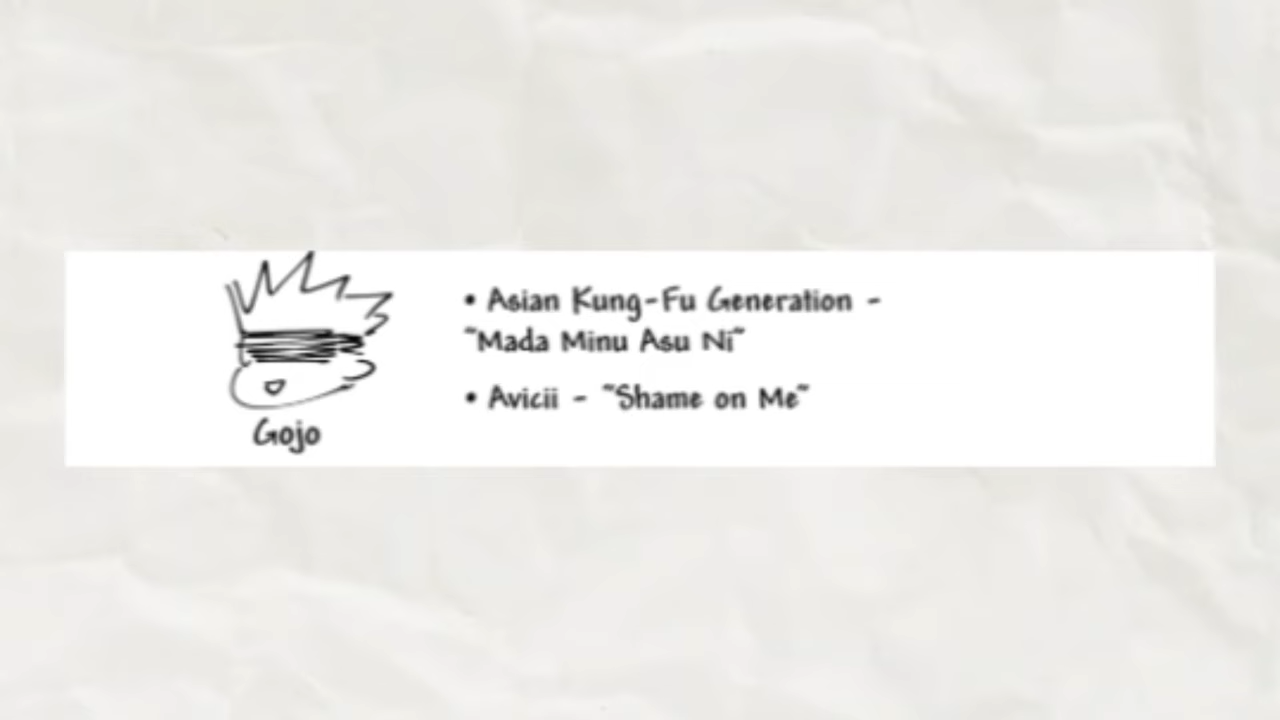 • Asian Kung-Fu Generation -
"Mada Minu Asu Ni"
• Avicii - "Shame on Me"
Gojo